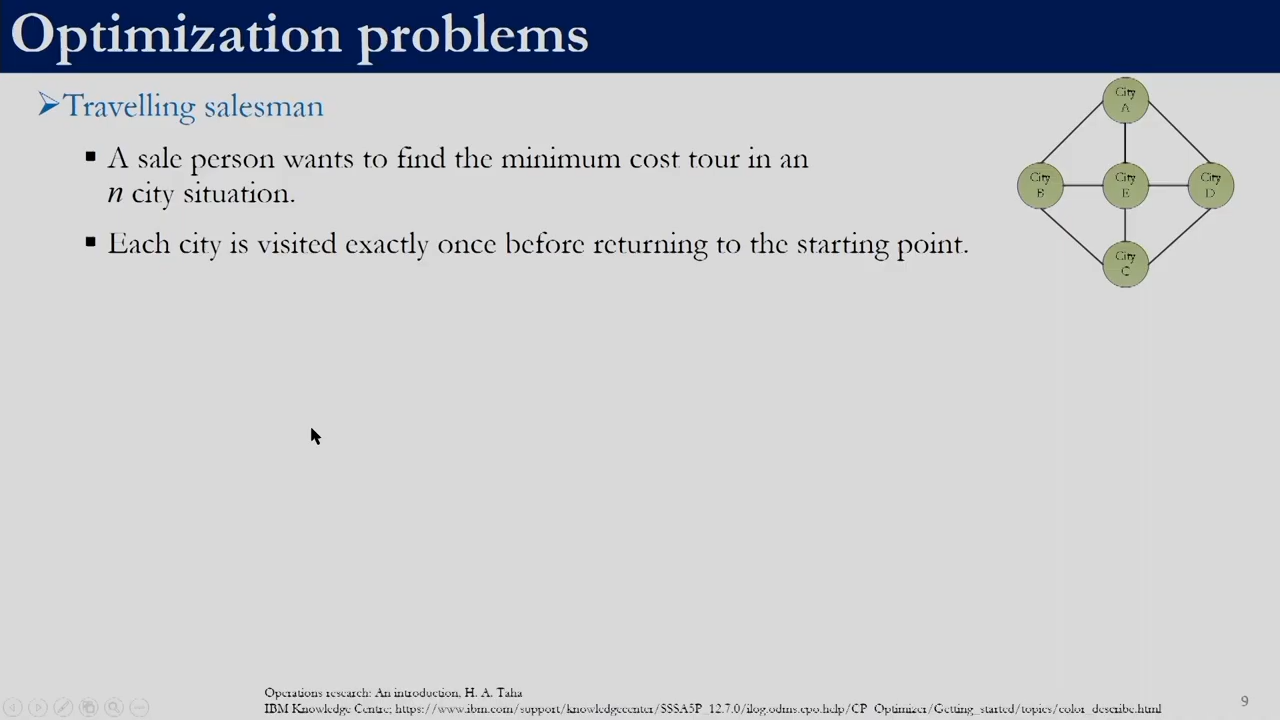 Optimization problems
Travelling salesman
A sale person wants to find the minimum cost tour in an
n city situation.
Each city is visited exactly once before returning to the starting point.
City
A
City
B
City
E
City
D
City
C
Operations research: An introduction, H. A. Taha
IBM Knowledge Centre; https://www.ibm.com/support/knowledgecenter/SSSA5P_12.7.0/ilog.odms.cpo.help/CP_Optimizer/Getting_started/topics/color_describe.html
9